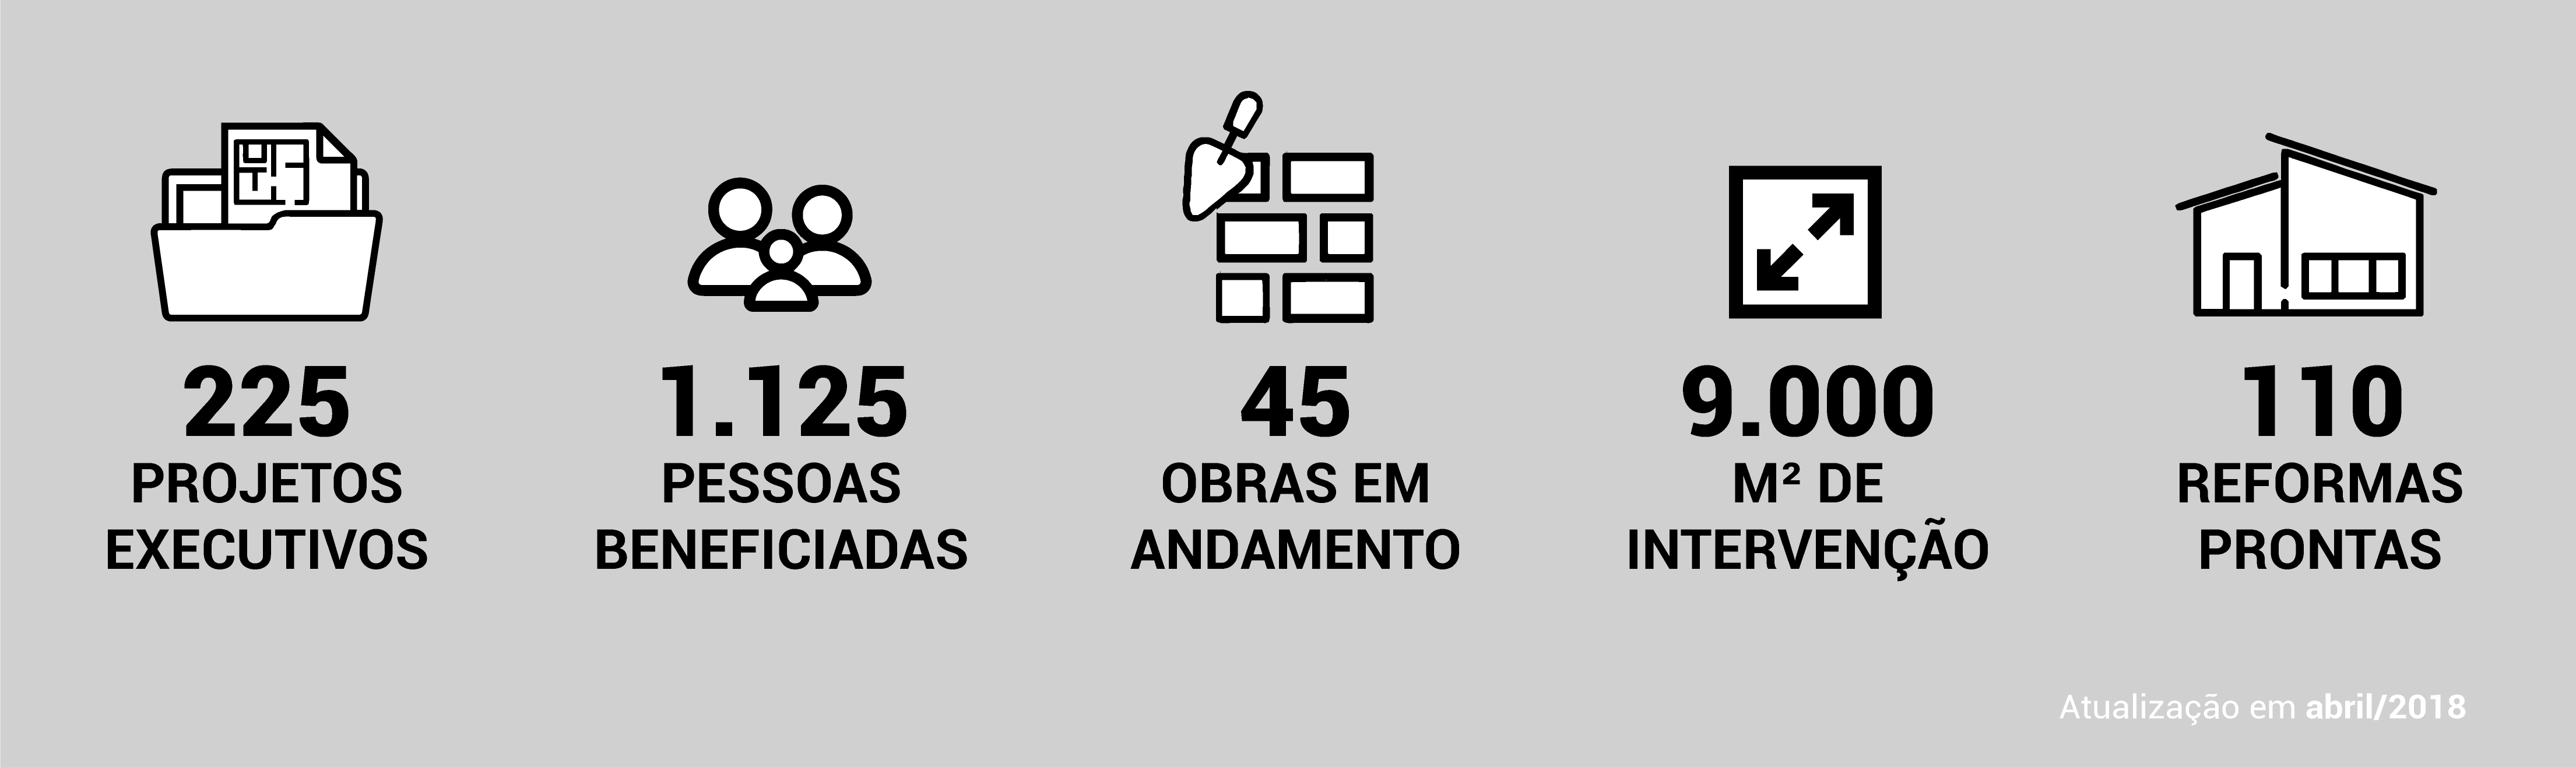 225
PROJETOS
EXECUTIVOS
1.125
PESSOAS
BENEFICIADAS
45
OBRAS EM
ANDAMENTO
9.000
M² DE
INTERVENÇÃO
110
REFORMAS
PRONTAS
Atualização em abril/2018